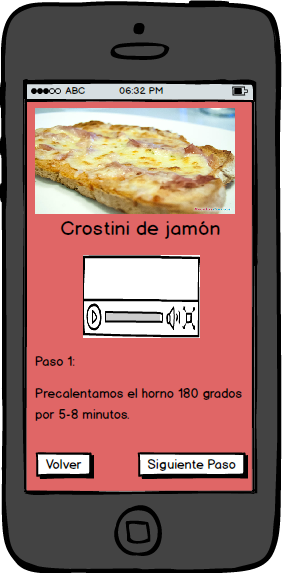 ABC 06:32 PM
Crostini de jamón
Paso 1:
Precalentamos el horno 180 grados
por 5-8 minutos.
Volver Siguiente Paso